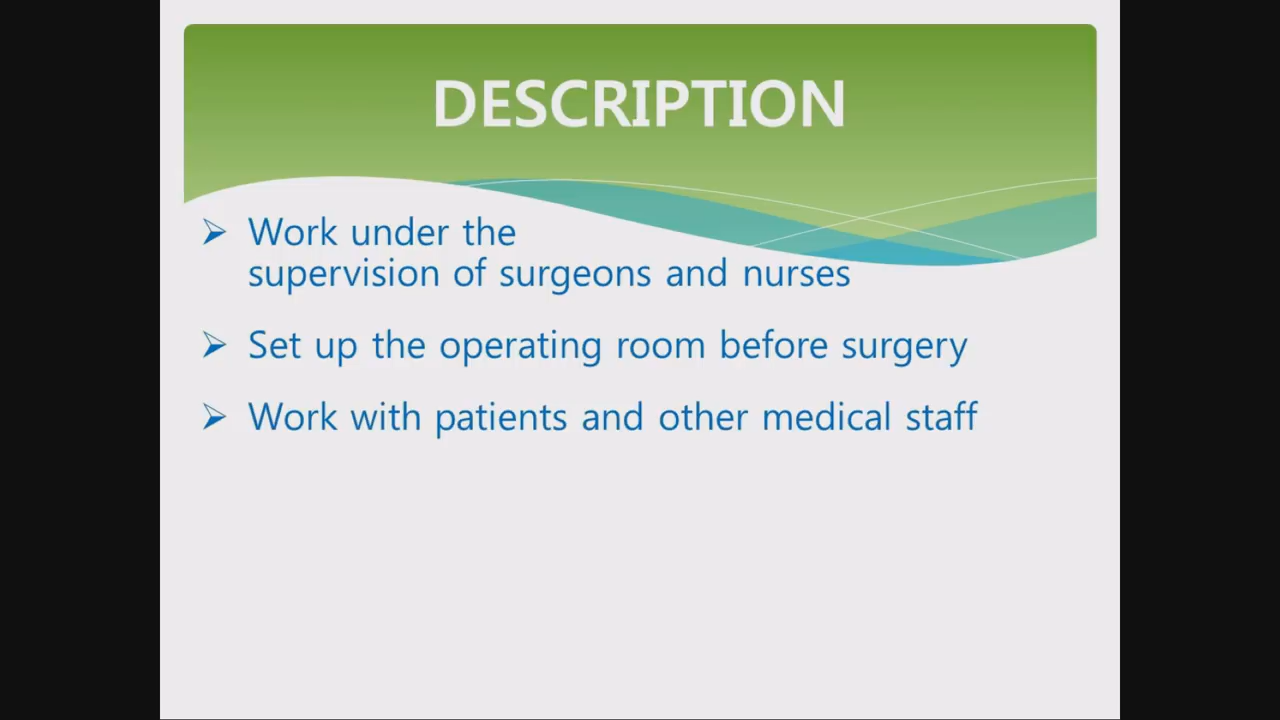 DESCRIPTION
Work under the
supervision of surgeons and nurses
Set up the operating room before surgery
Work with patients and other medical staff